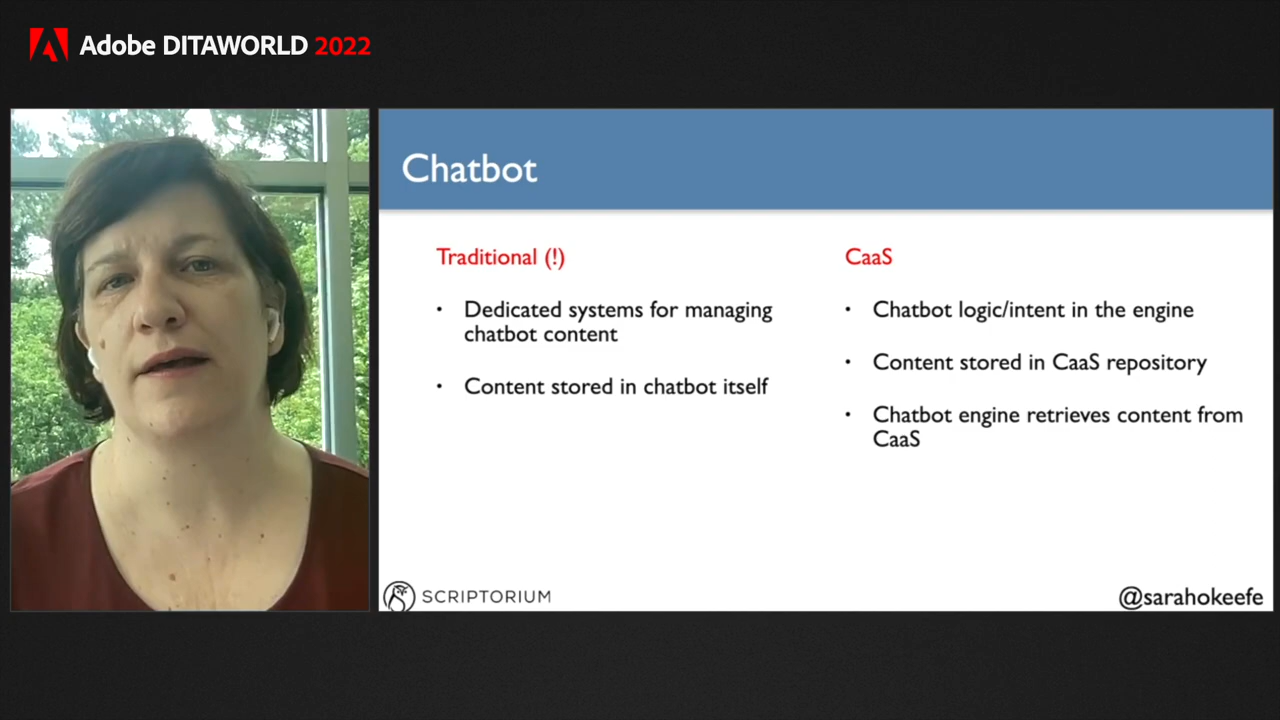 Adobe DITAWORLD 2022
Chatbot
Traditional (!)
• Dedicated systems for managing
chatbot content
• Content stored in chatbot itself
CaaS
• Chatbot logic/intent in the engine
• Content stored in CaaS repository
• Chatbot engine retrieves content from
CaaS
SCRIPTORIUM
@sarahokeefe